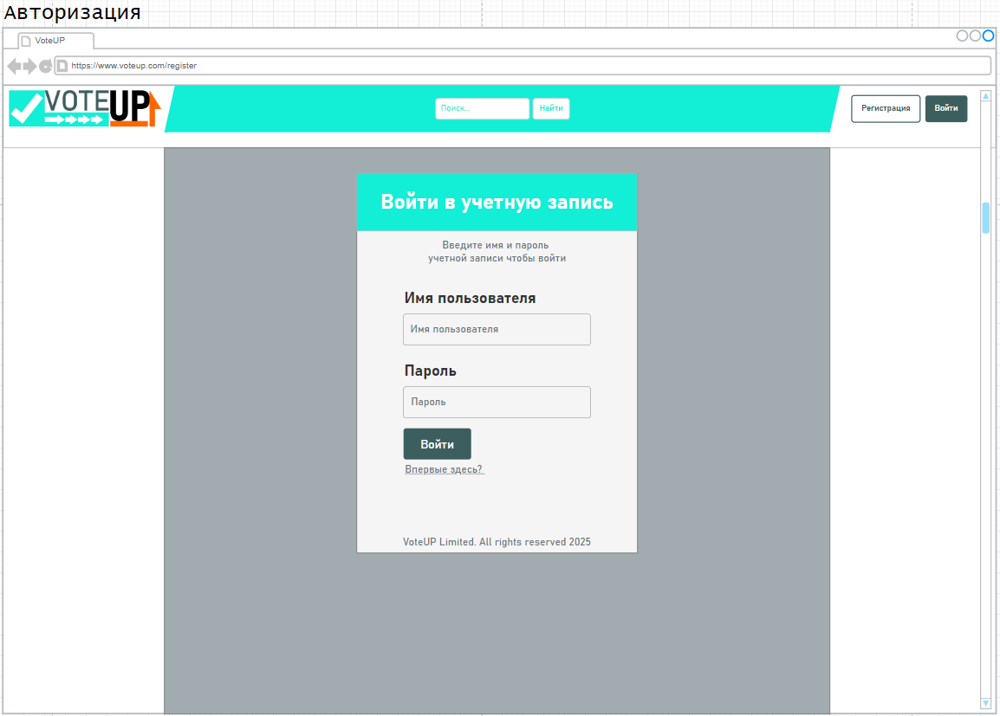 Авторизация
VoteUP
https://www.voteup.com/register
VOTEUP
Поиск...
Найти
Регистрация
Войти
Войти в учетную запись
Введите имя и пароль
учетной записи чтобы войти
Имя пользователя
Имя пользователя
Пароль
Пароль
Войти
Впервые здесь?
VoteUP Limited. All rights reserved 2025